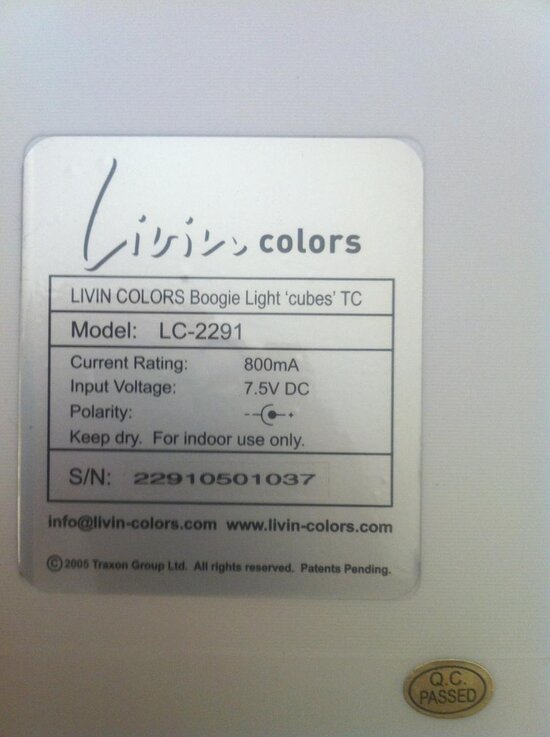 Livin colors
LIVIN COLORS Boogie Light ‘cubes’ TC
Model: LC-2291
Current Rating: 800mA
Input Voltage: 7.5V DC
Polarity: - +
Keep dry. For indoor use only.
S/N: 22910501037
info@livin-colors.com www.livin-colors.com
©2005 Traxon Group Ltd. All rights reserved. Patents Pending.
Q.C.
PASSED